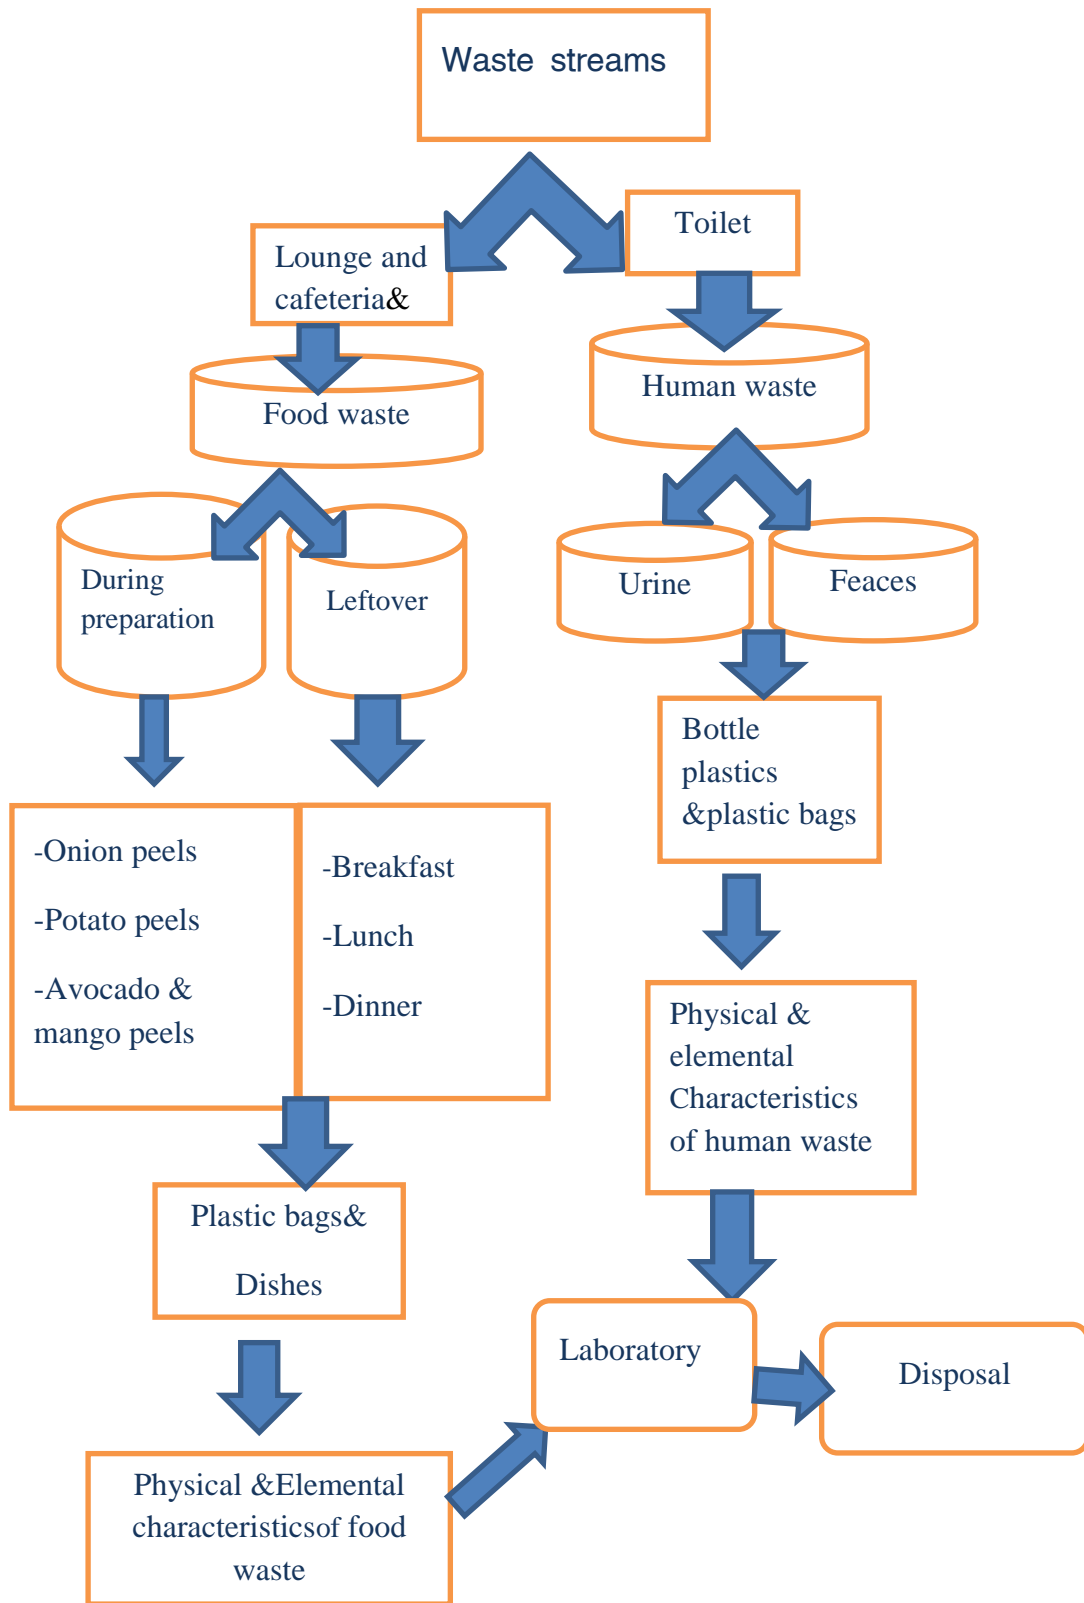 Waste streams
Toilet
Lounge and
cafeteria&
Human waste
Food waste
During
preparation
Leftover
Urine
Feaces
Bottle
plastics
&plastic bags
-Onion peels
-Potato peels
-Avocado &
mango peels
-Breakfast
-Lunch
-Dinner
Physical &
elemental
Characteristics
of human waste
Plastic bags&
Dishes
Laboratory
Disposal
Physical &Elemental
characteristicsof food
waste